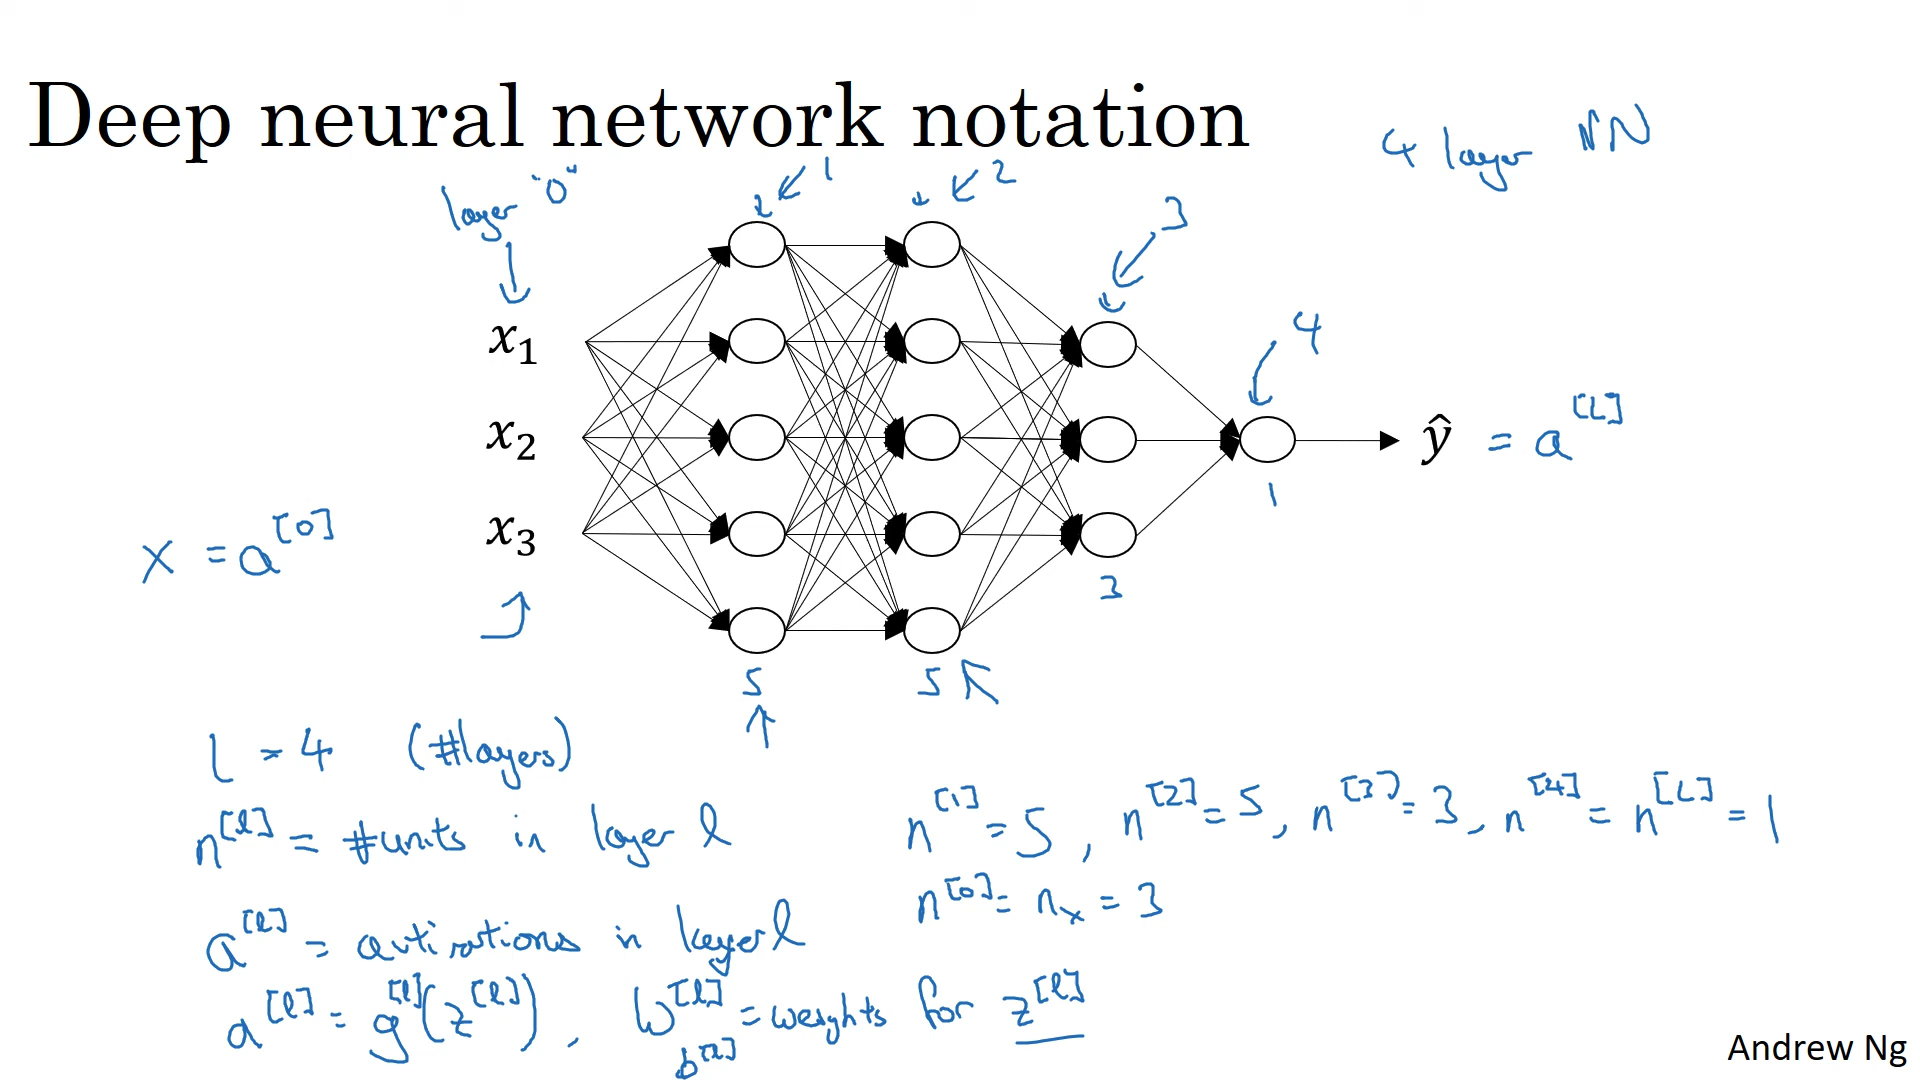 Deep neural network notation
4 layer NN
layer "0"
1
2
3
4
x₁
x₂
x₃
ŷ = a^[L]
1
X = a^[0]
3
5
5
L = 4 (#layers)
n^[l] = #units in layer l
n^[1] = 5, n^[2] = 5, n^[3] = 3, n^[4] = n^[L] = 1
n^[0] = n_x = 3
a^[l] = activations in layer l
a^[l] = g^[l](z^[l]), W^[l] = weights for z^[l]
b^[l]
Andrew Ng